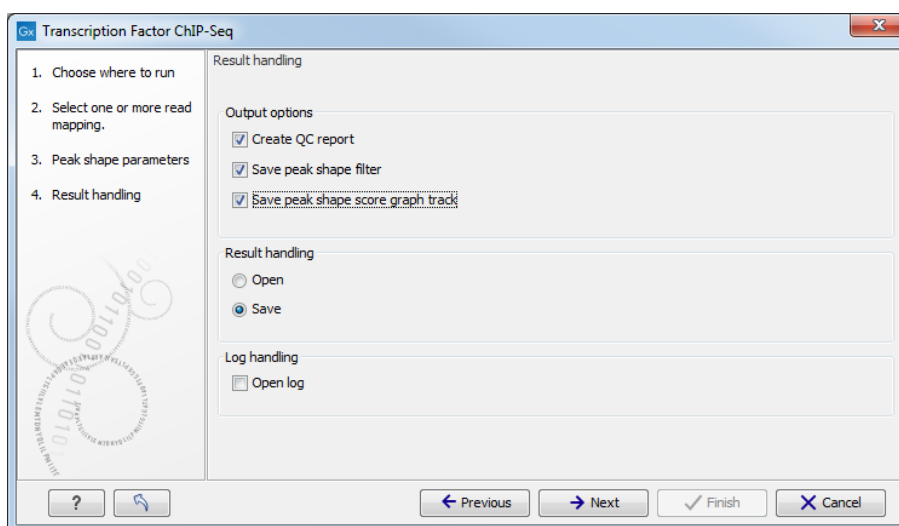 Gx Transcription Factor ChIP-Seq
1. Choose where to run
2. Select one or more read
mapping.
3. Peak shape parameters
4. Result handling
Result handling
Output options
Create QC report
Save peak shape filter
Save peak shape score graph track
Result handling
Open
Save
Log handling
Open log
?
Previous
Next
Finish
Cancel